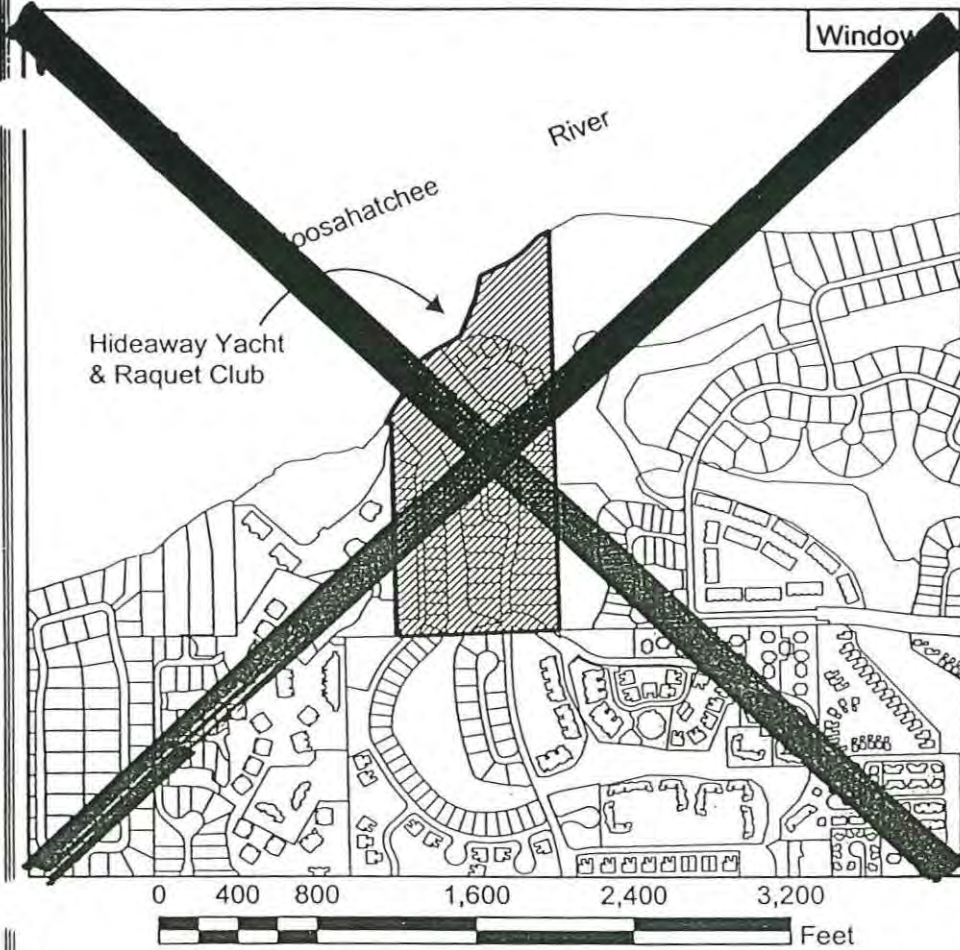 Window
River
oosahatchee
Hideaway Yacht
& Raquet Club
0 400 800 1,600 2,400 3,200
Feet